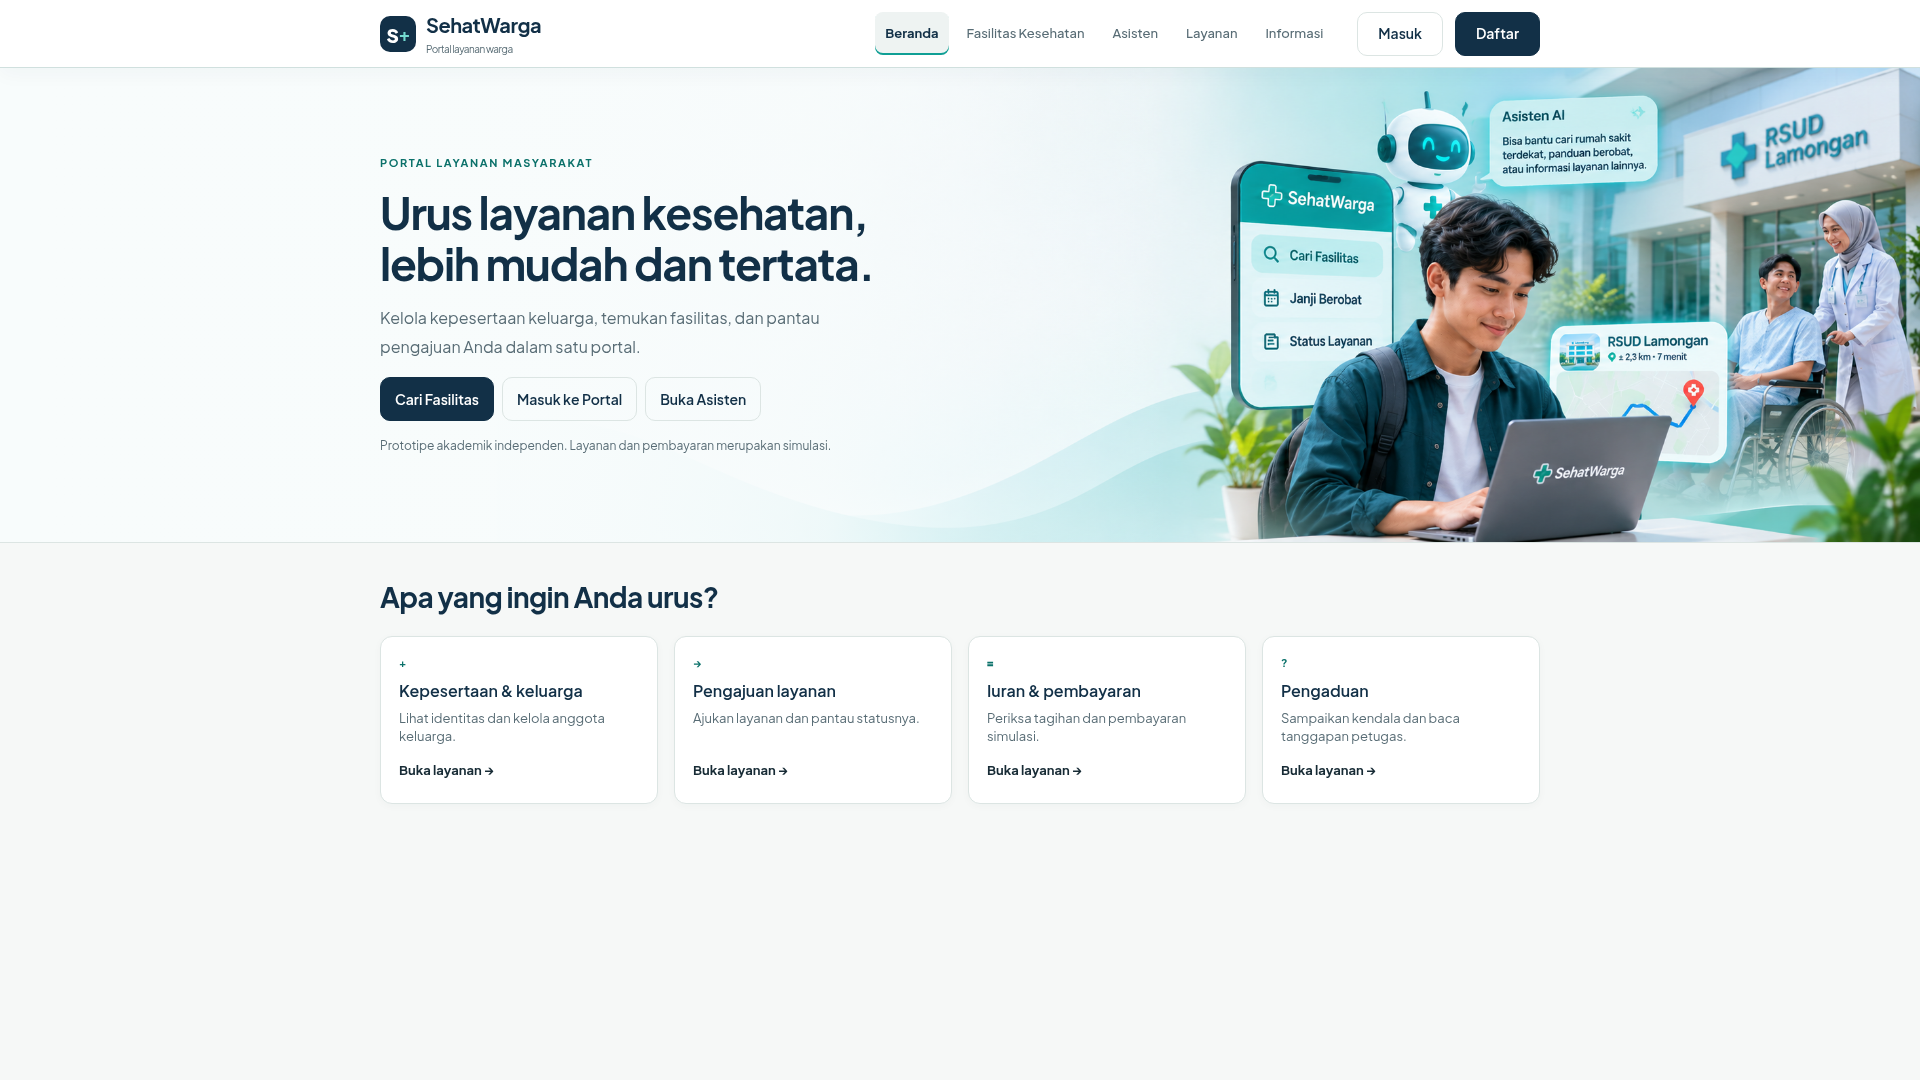 S+
SehatWarga
Portal layanan warga
Beranda
Fasilitas Kesehatan
Asisten
Layanan
Informasi
Masuk
Daftar
PORTAL LAYANAN MASYARAKAT
Urus layanan kesehatan,
lebih mudah dan tertata.
Kelola kepesertaan keluarga, temukan fasilitas, dan pantau
pengajuan Anda dalam satu portal.
Cari Fasilitas
Masuk ke Portal
Buka Asisten
Prototipe akademik independen. Layanan dan pembayaran merupakan simulasi.
SehatWarga
Cari Fasilitas
Janji Berobat
Status Layanan
Asisten AI
Bisa bantu cari rumah sakit
terdekat, panduan berobat,
atau informasi layanan lainnya.
RSUD
Lamongan
RSUD Lamongan
± 2,3 km • 7 menit
SehatWarga
Apa yang ingin Anda urus?
+
Kepesertaan & keluarga
Lihat identitas dan kelola anggota
keluarga.
Buka layanan →
→
Pengajuan layanan
Ajukan layanan dan pantau statusnya.
Buka layanan →
=
Iuran & pembayaran
Periksa tagihan dan pembayaran
simulasi.
Buka layanan →
?
Pengaduan
Sampaikan kendala dan baca
tanggapan petugas.
Buka layanan →